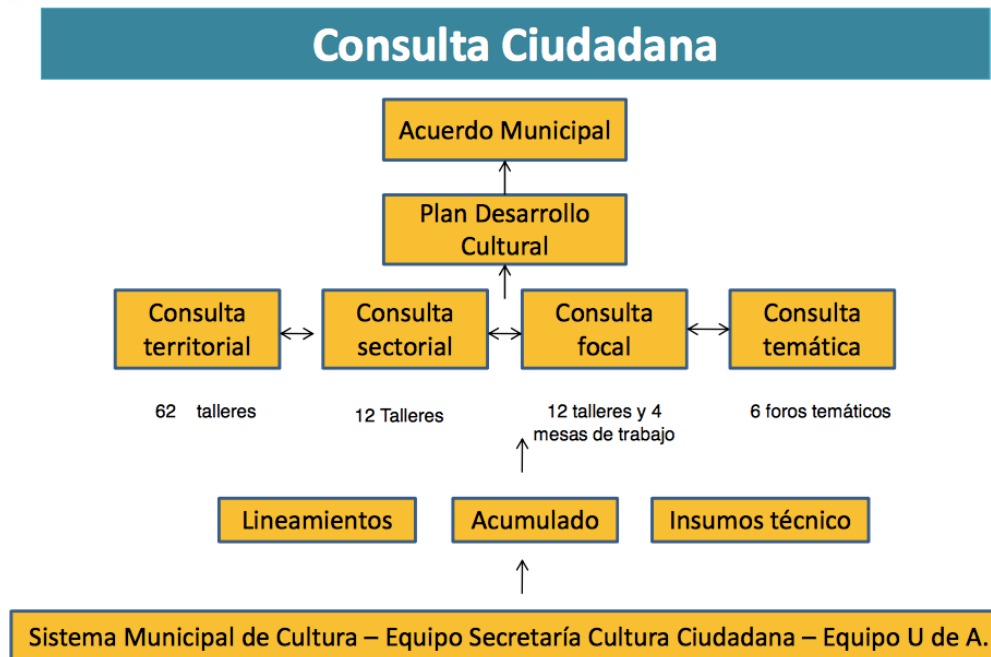 Consulta Ciudadana
Acuerdo Municipal
Plan Desarrollo
Cultural
Consulta
territorial
Consulta
sectorial
Consulta
focal
Consulta
temática
62 talleres
12 Talleres
12 talleres y 4
mesas de trabajo
6 foros temáticos
Lineamientos
Acumulado
Insumos técnico
Sistema Municipal de Cultura – Equipo Secretaría Cultura Ciudadana – Equipo U de A.